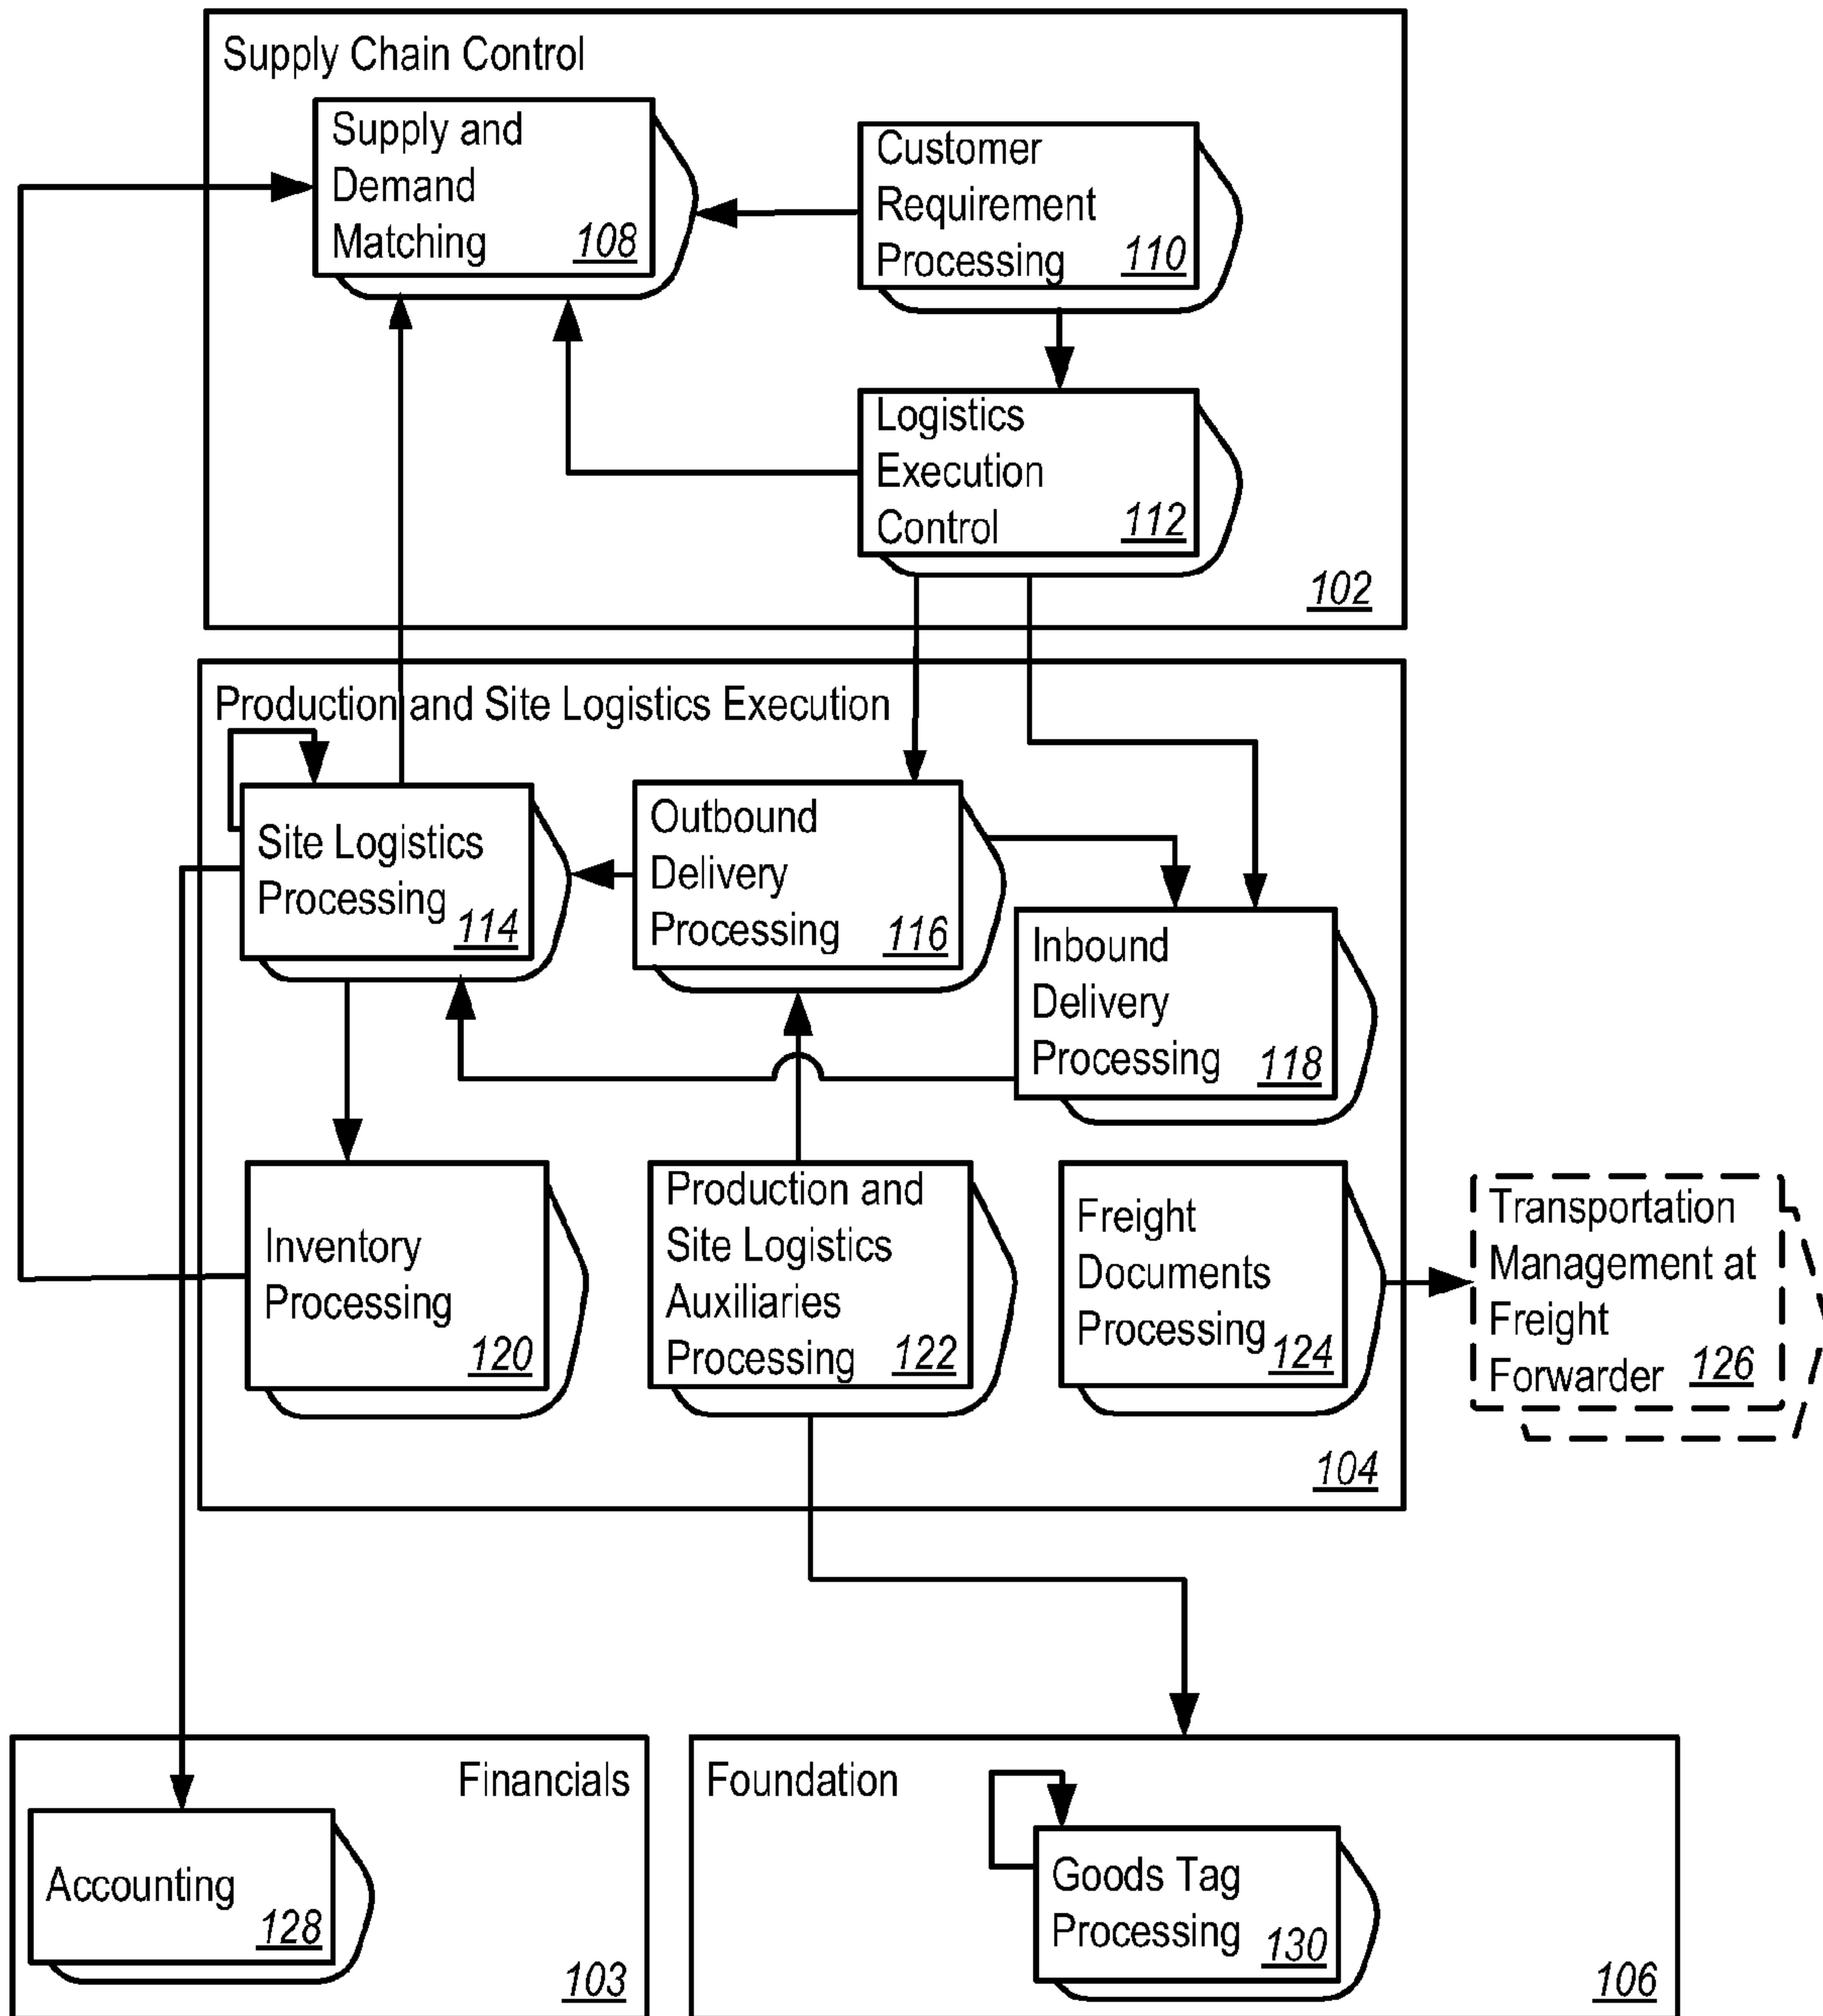 Supply Chain Control
Supply and
Demand
Matching
108
Customer
Requirement
Processing
110
Logistics
Execution
Control
112
102
Production and Site Logistics Execution
Site Logistics
Processing
114
Outbound
Delivery
Processing
116
Inbound
Delivery
Processing
118
Inventory
Processing
120
Production and
Site Logistics
Auxiliaries
Processing
122
Freight
Documents
Processing
124
Transportation
Management at
Freight
Forwarder
126
104
Financials
Accounting
128
103
Foundation
Goods Tag
Processing
130
106